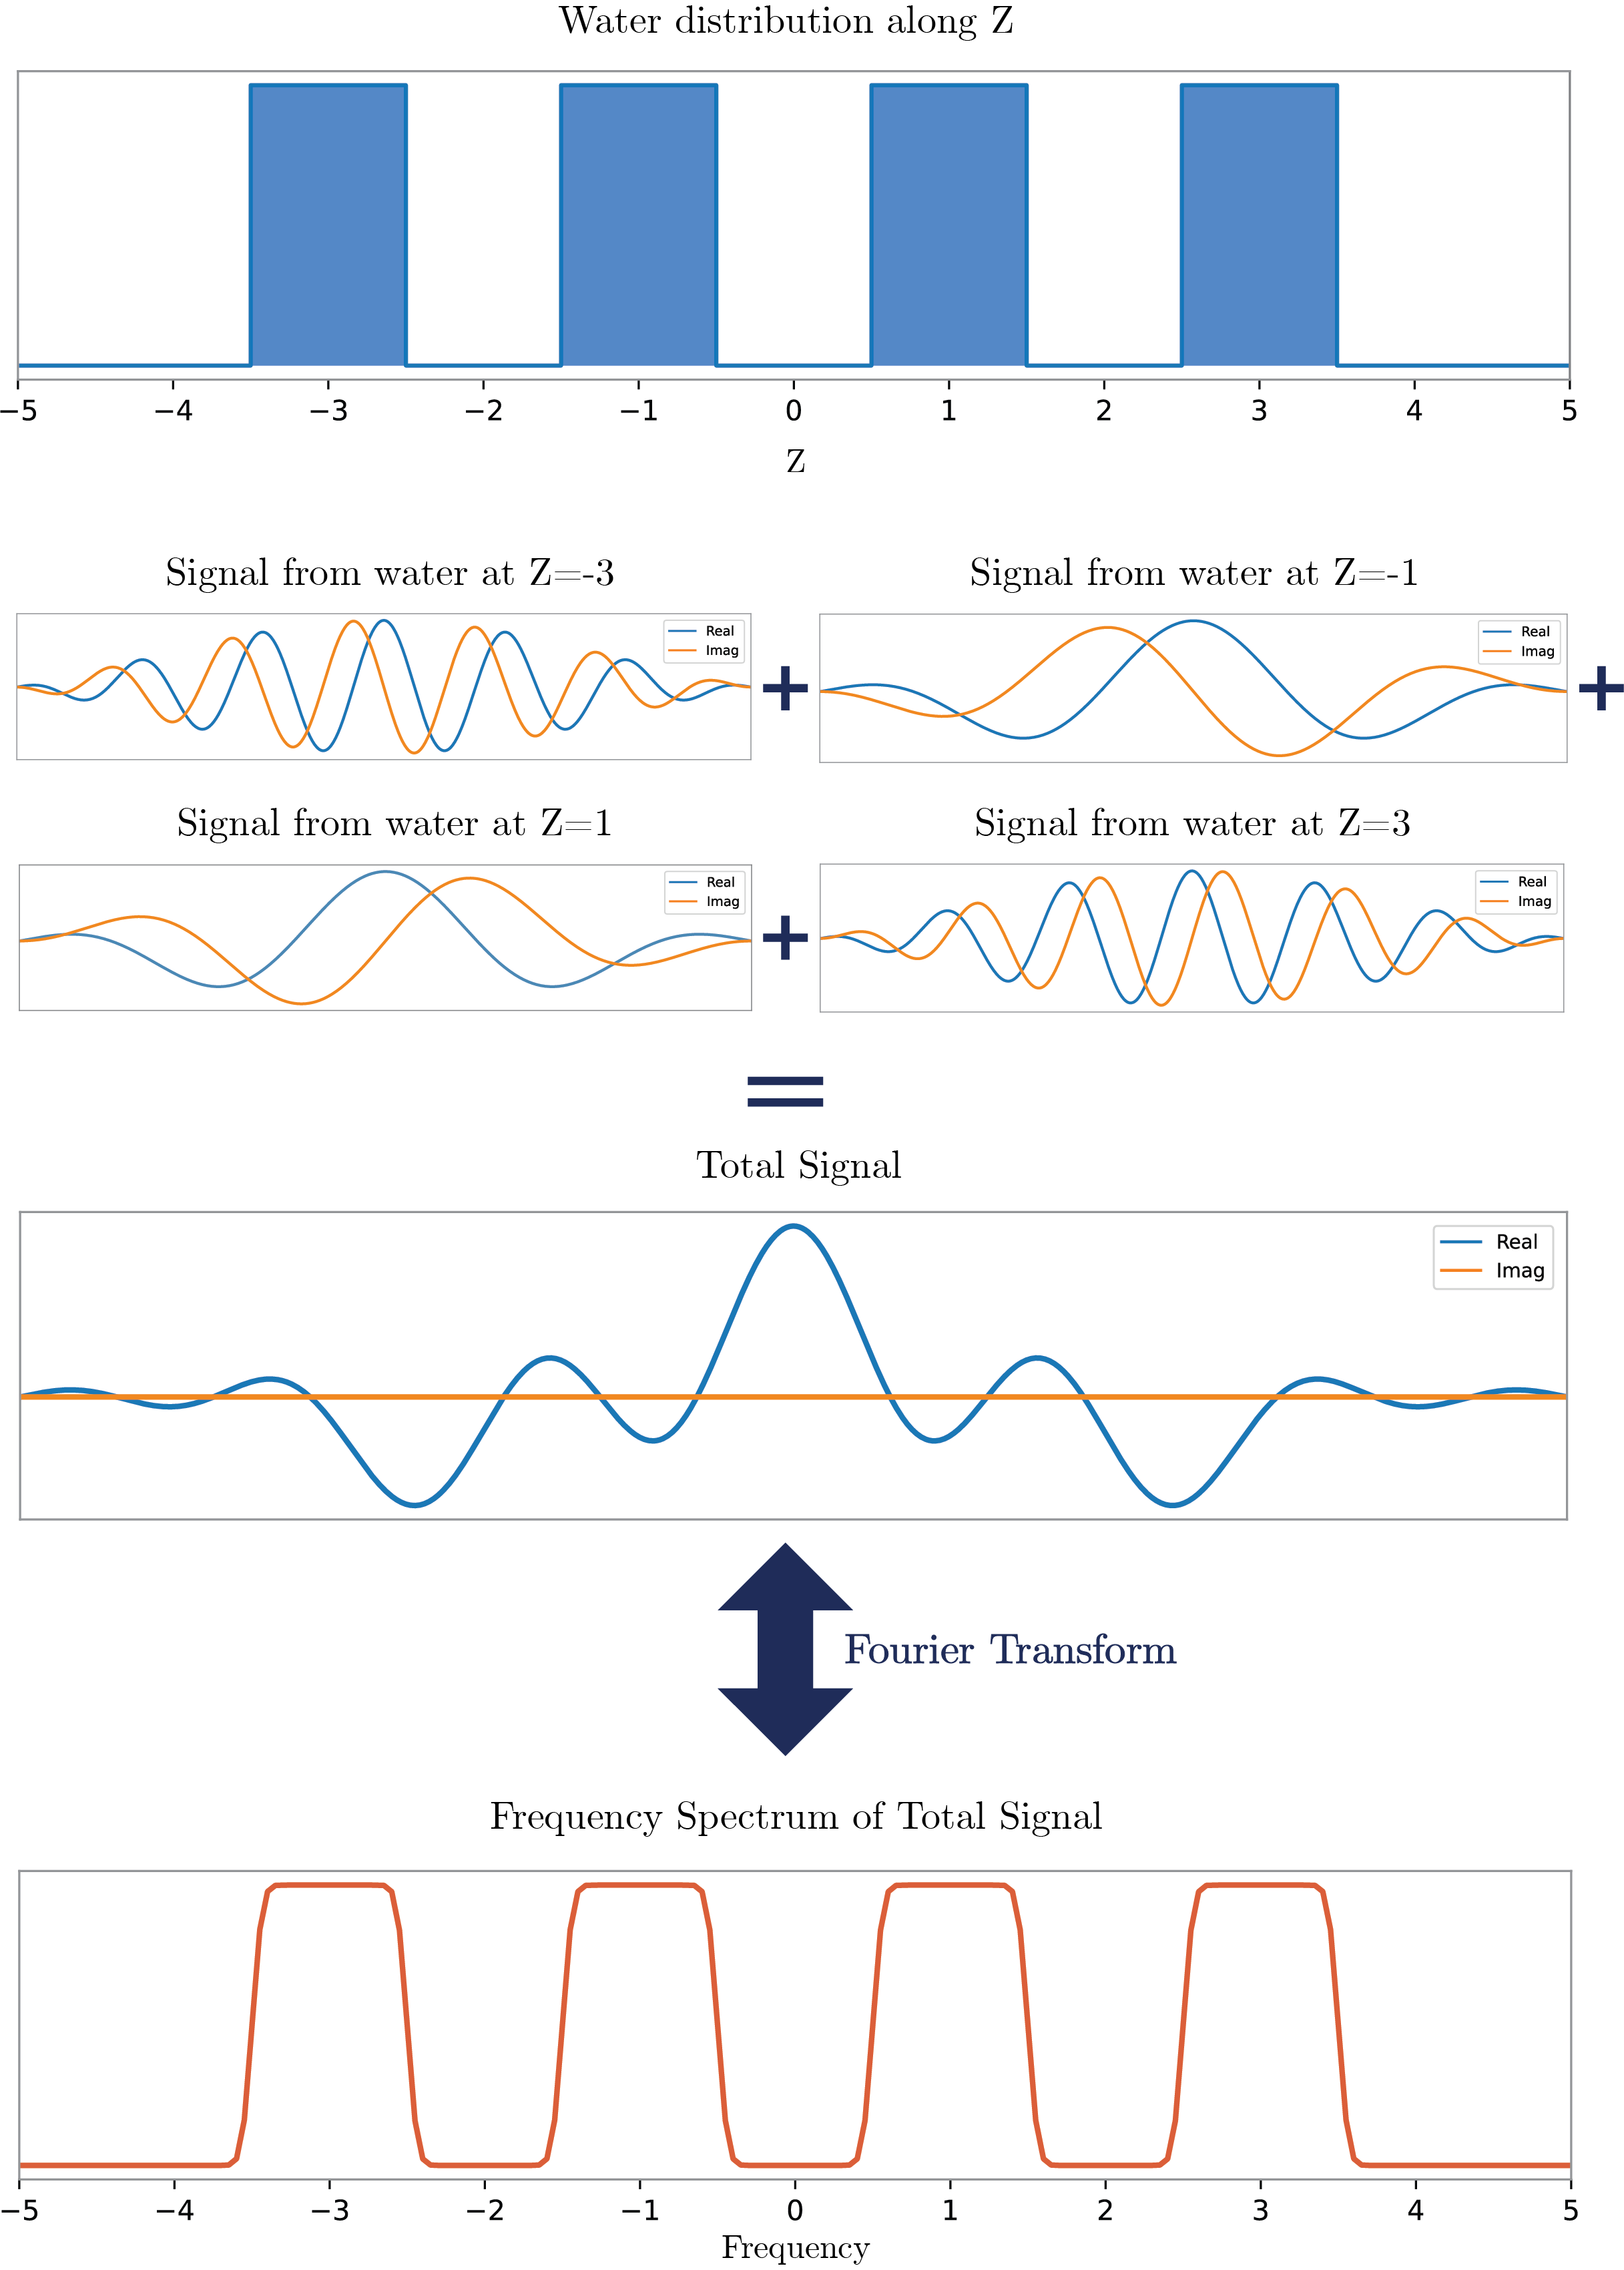 Water distribution along Z
−5 −4 −3 −2 −1 0 1 2 3 4 5
Z
Signal from water at Z=-3
Real
Imag
+
Signal from water at Z=-1
Real
Imag
+
Signal from water at Z=1
Real
Imag
+
Signal from water at Z=3
Real
Imag
=
Total Signal
Real
Imag
Fourier Transform
Frequency Spectrum of Total Signal
−5 −4 −3 −2 −1 0 1 2 3 4 5
Frequency